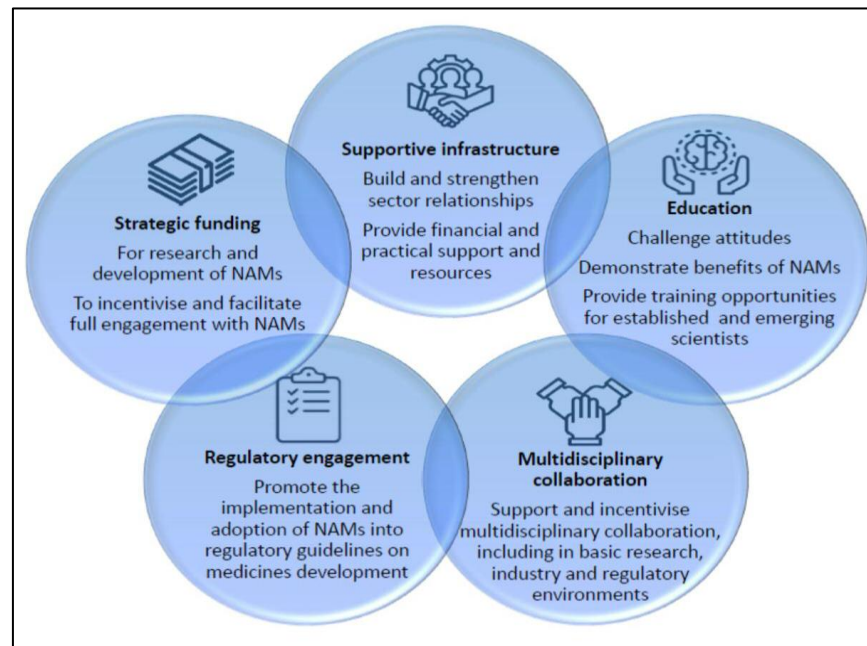 Supportive infrastructure
Build and strengthen
sector relationships
Provide financial and
practical support and
resources
Strategic funding
For research and
development of NAMs
To incentivise and facilitate
full engagement with NAMs
Education
Challenge attitudes
Demonstrate benefits of NAMs
Provide training opportunities
for established and emerging
scientists
Regulatory engagement
Promote the
implementation and
adoption of NAMs into
regulatory guidelines on
medicines development
Multidisciplinary
collaboration
Support and incentivise
multidisciplinary collaboration,
including in basic research,
industry and regulatory
environments